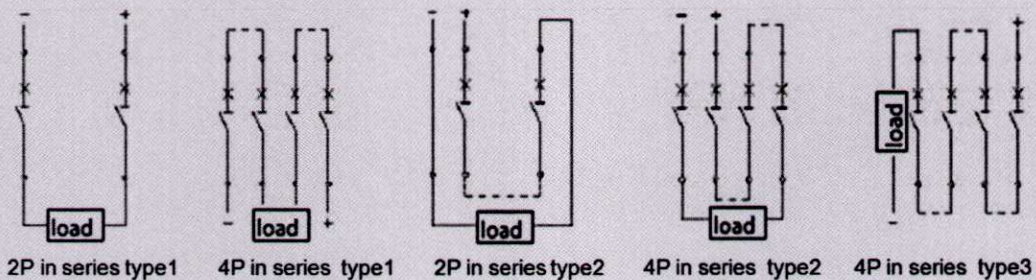 - +
load
2P in series type1
- +
load
4P in series type1
- +
load
2P in series type2
- +
load
4P in series type2
+
load
-
4P in series type3